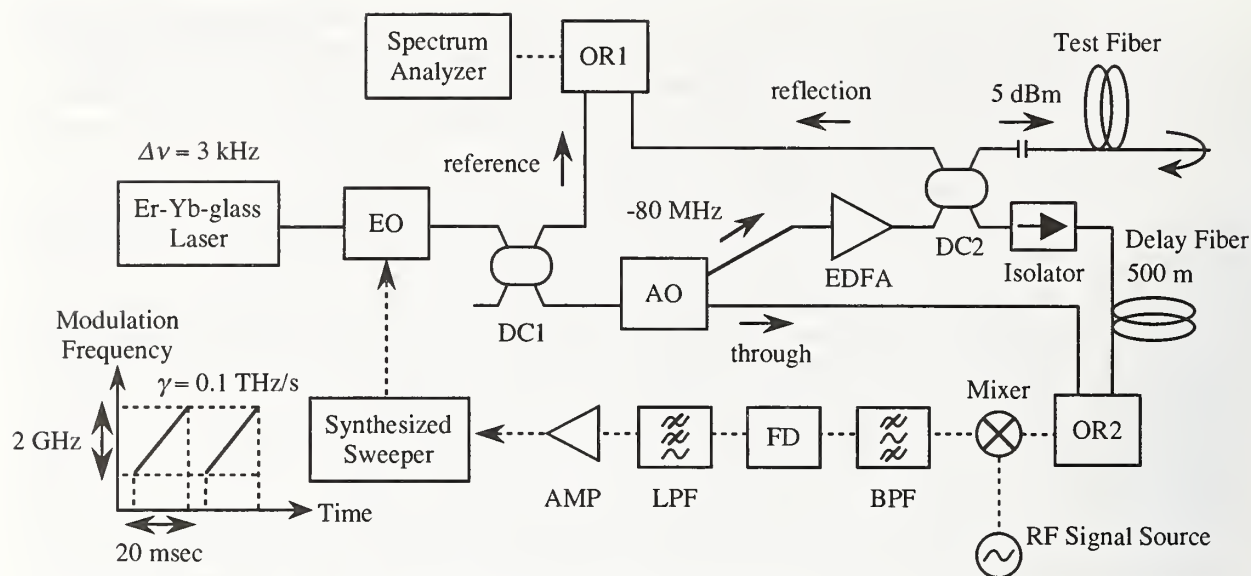 Spectrum
Analyzer
OR1
Test Fiber
reflection
5 dBm
Δν = 3 kHz
reference
Er-Yb-glass
Laser
EO
-80 MHz
DC2
EDFA
Isolator
Delay Fiber
500 m
AO
DC1
through
Modulation
Frequency
γ = 0.1 THz/s
2 GHz
Time
20 msec
Synthesized
Sweeper
AMP
LPF
FD
BPF
Mixer
OR2
RF Signal Source